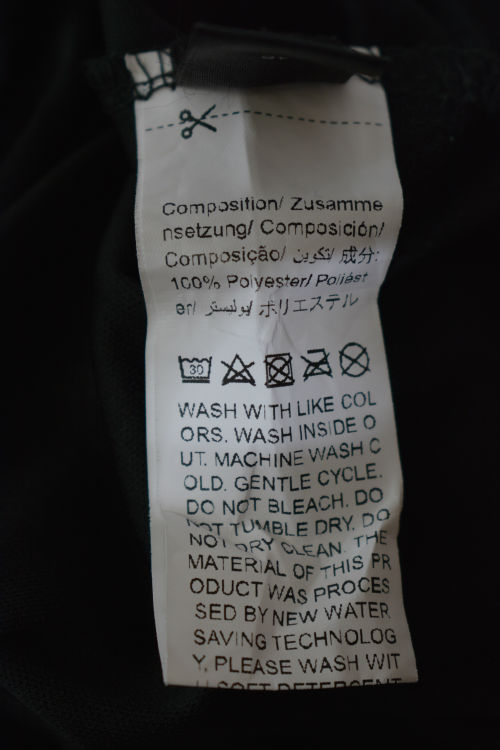 Composition/ Zusamme
nsetzung/ Composición/
Composição/ تكوين/ 成分:
100% Polyester/ Poliést
er/ بوليستر/ ポリエステル
30
WASH WITH LIKE COL
ORS. WASH INSIDE O
UT. MACHINE WASH C
OLD. GENTLE CYCLE.
DO NOT BLEACH. DO
NOT TUMBLE DRY. DO
NOT DRY CLEAN. THE
MATERIAL OF THIS PR
ODUCT WAS PROCES
SED BY NEW WATER
SAVING TECHNOLOG
Y. PLEASE WASH WIT
H SOFT DETERGENT